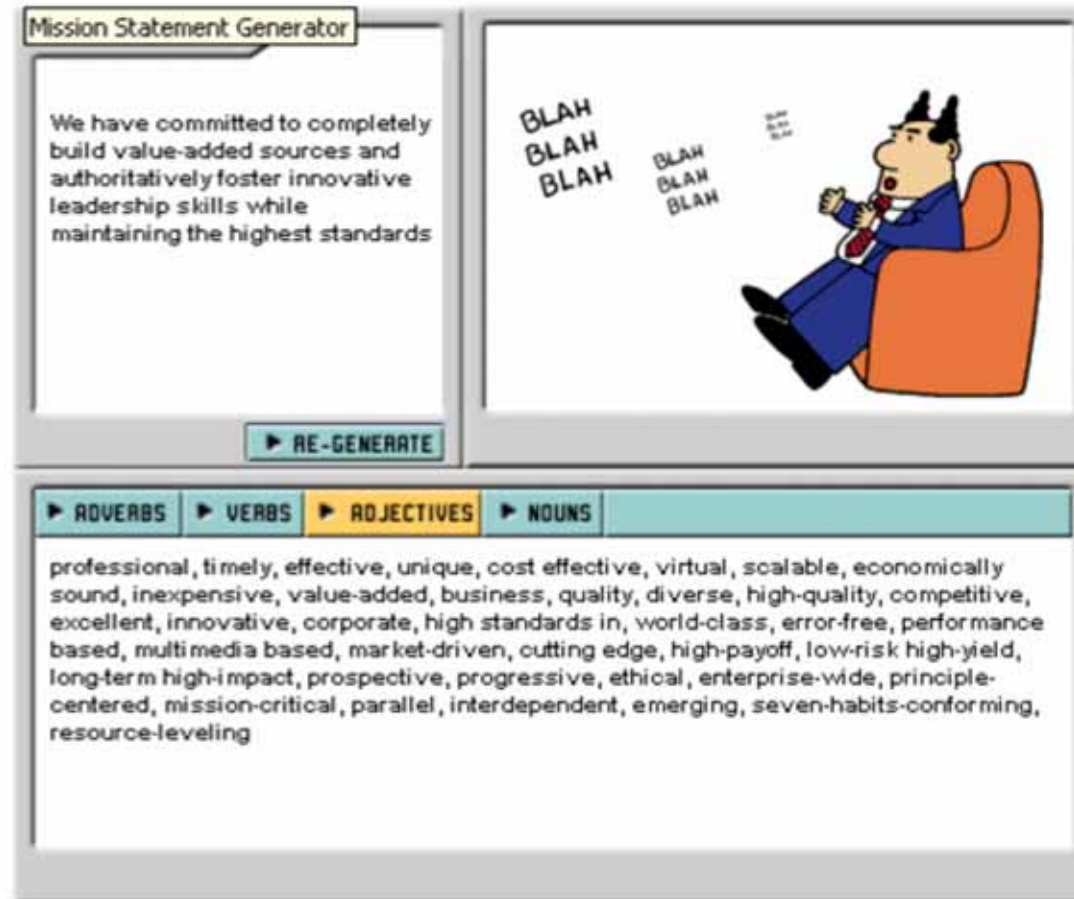 Mission Statement Generator
We have committed to completely
build value-added sources and
authoritatively foster innovative
leadership skills while
maintaining the highest standards
RE-GENERATE
BLAH
BLAH
BLAH
BLAH
BLAH
BLAH
BLAH
BLAH
BLAH
ADVERBS VERBS ADJECTIVES NOUNS
professional, timely, effective, unique, cost effective, virtual, scalable, economically
sound, inexpensive, value-added, business, quality, diverse, high-quality, competitive,
excellent, innovative, corporate, high standards in, world-class, error-free, performance
based, multimedia based, market-driven, cutting edge, high-payoff, low-risk high-yield,
long-term high-impact, prospective, progressive, ethical, enterprise-wide, principle-
centered, mission-critical, parallel, interdependent, emerging, seven-habits-conforming,
resource-leveling